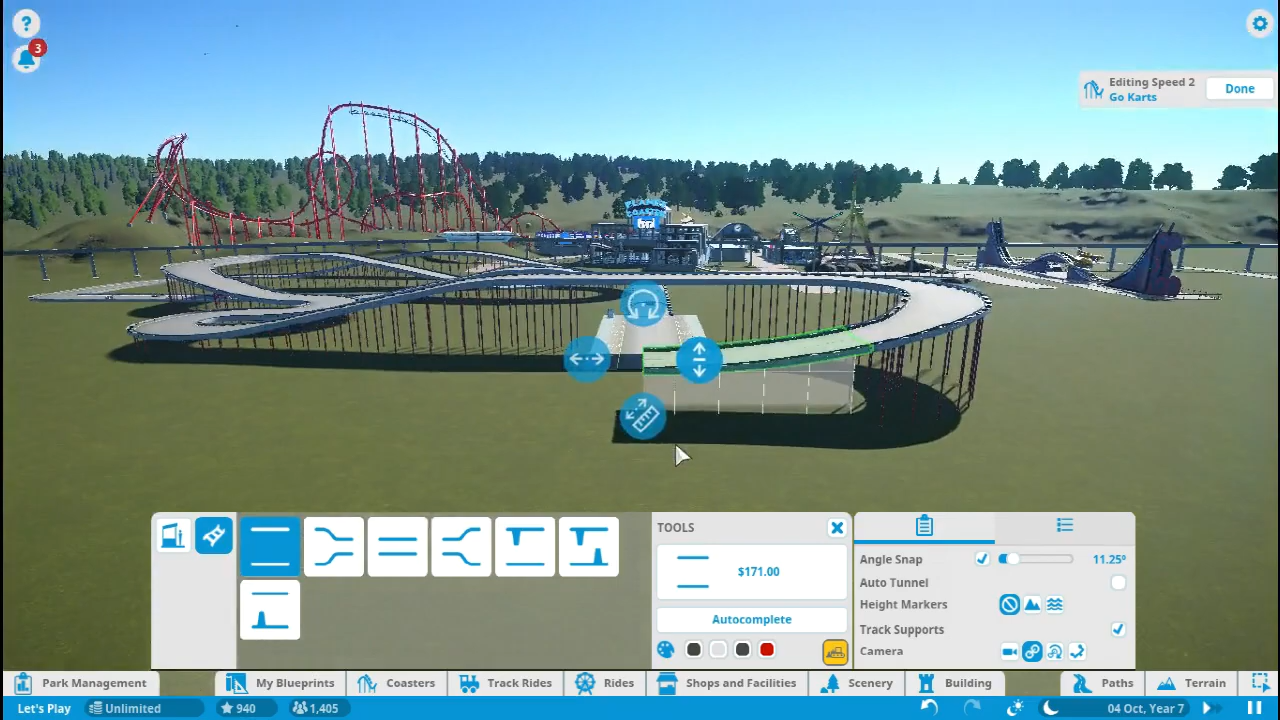 ?
3
Editing Speed 2
Go Karts
Done
PLANET
COASTER
TOOLS
$171.00
Autocomplete
Angle Snap
11.25°
Auto Tunnel
Height Markers
Track Supports
Camera
Park Management
My Blueprints
Coasters
Track Rides
Rides
Shops and Facilities
Scenery
Building
Paths
Terrain
Let's Play
Unlimited
940
1,405
04 Oct, Year 7